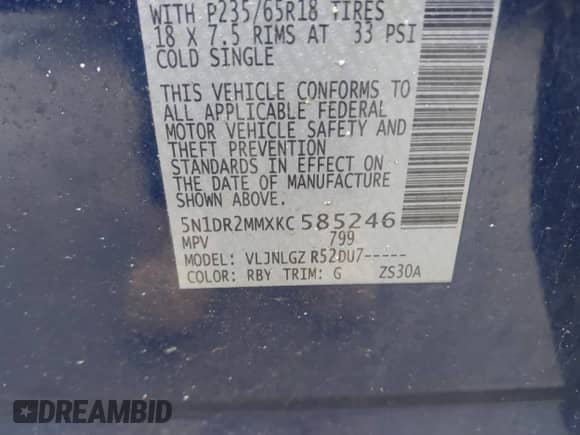 WITH P235/65R18 TIRES
18 X 7.5 RIMS AT 33 PSI
COLD SINGLE
THIS VEHICLE CONFORMS TO
ALL APPLICABLE FEDERAL
MOTOR VEHICLE SAFETY AND
THEFT PREVENTION
STANDARDS IN EFFECT ON
THE DATE OF MANUFACTURE
SHOWN ABOVE.
5N1DR2MMXKC 585246
MPV 799
MODEL: VLJNLGZ R52DU7-----
COLOR: RBY TRIM: G ZS30A
DREAMBID